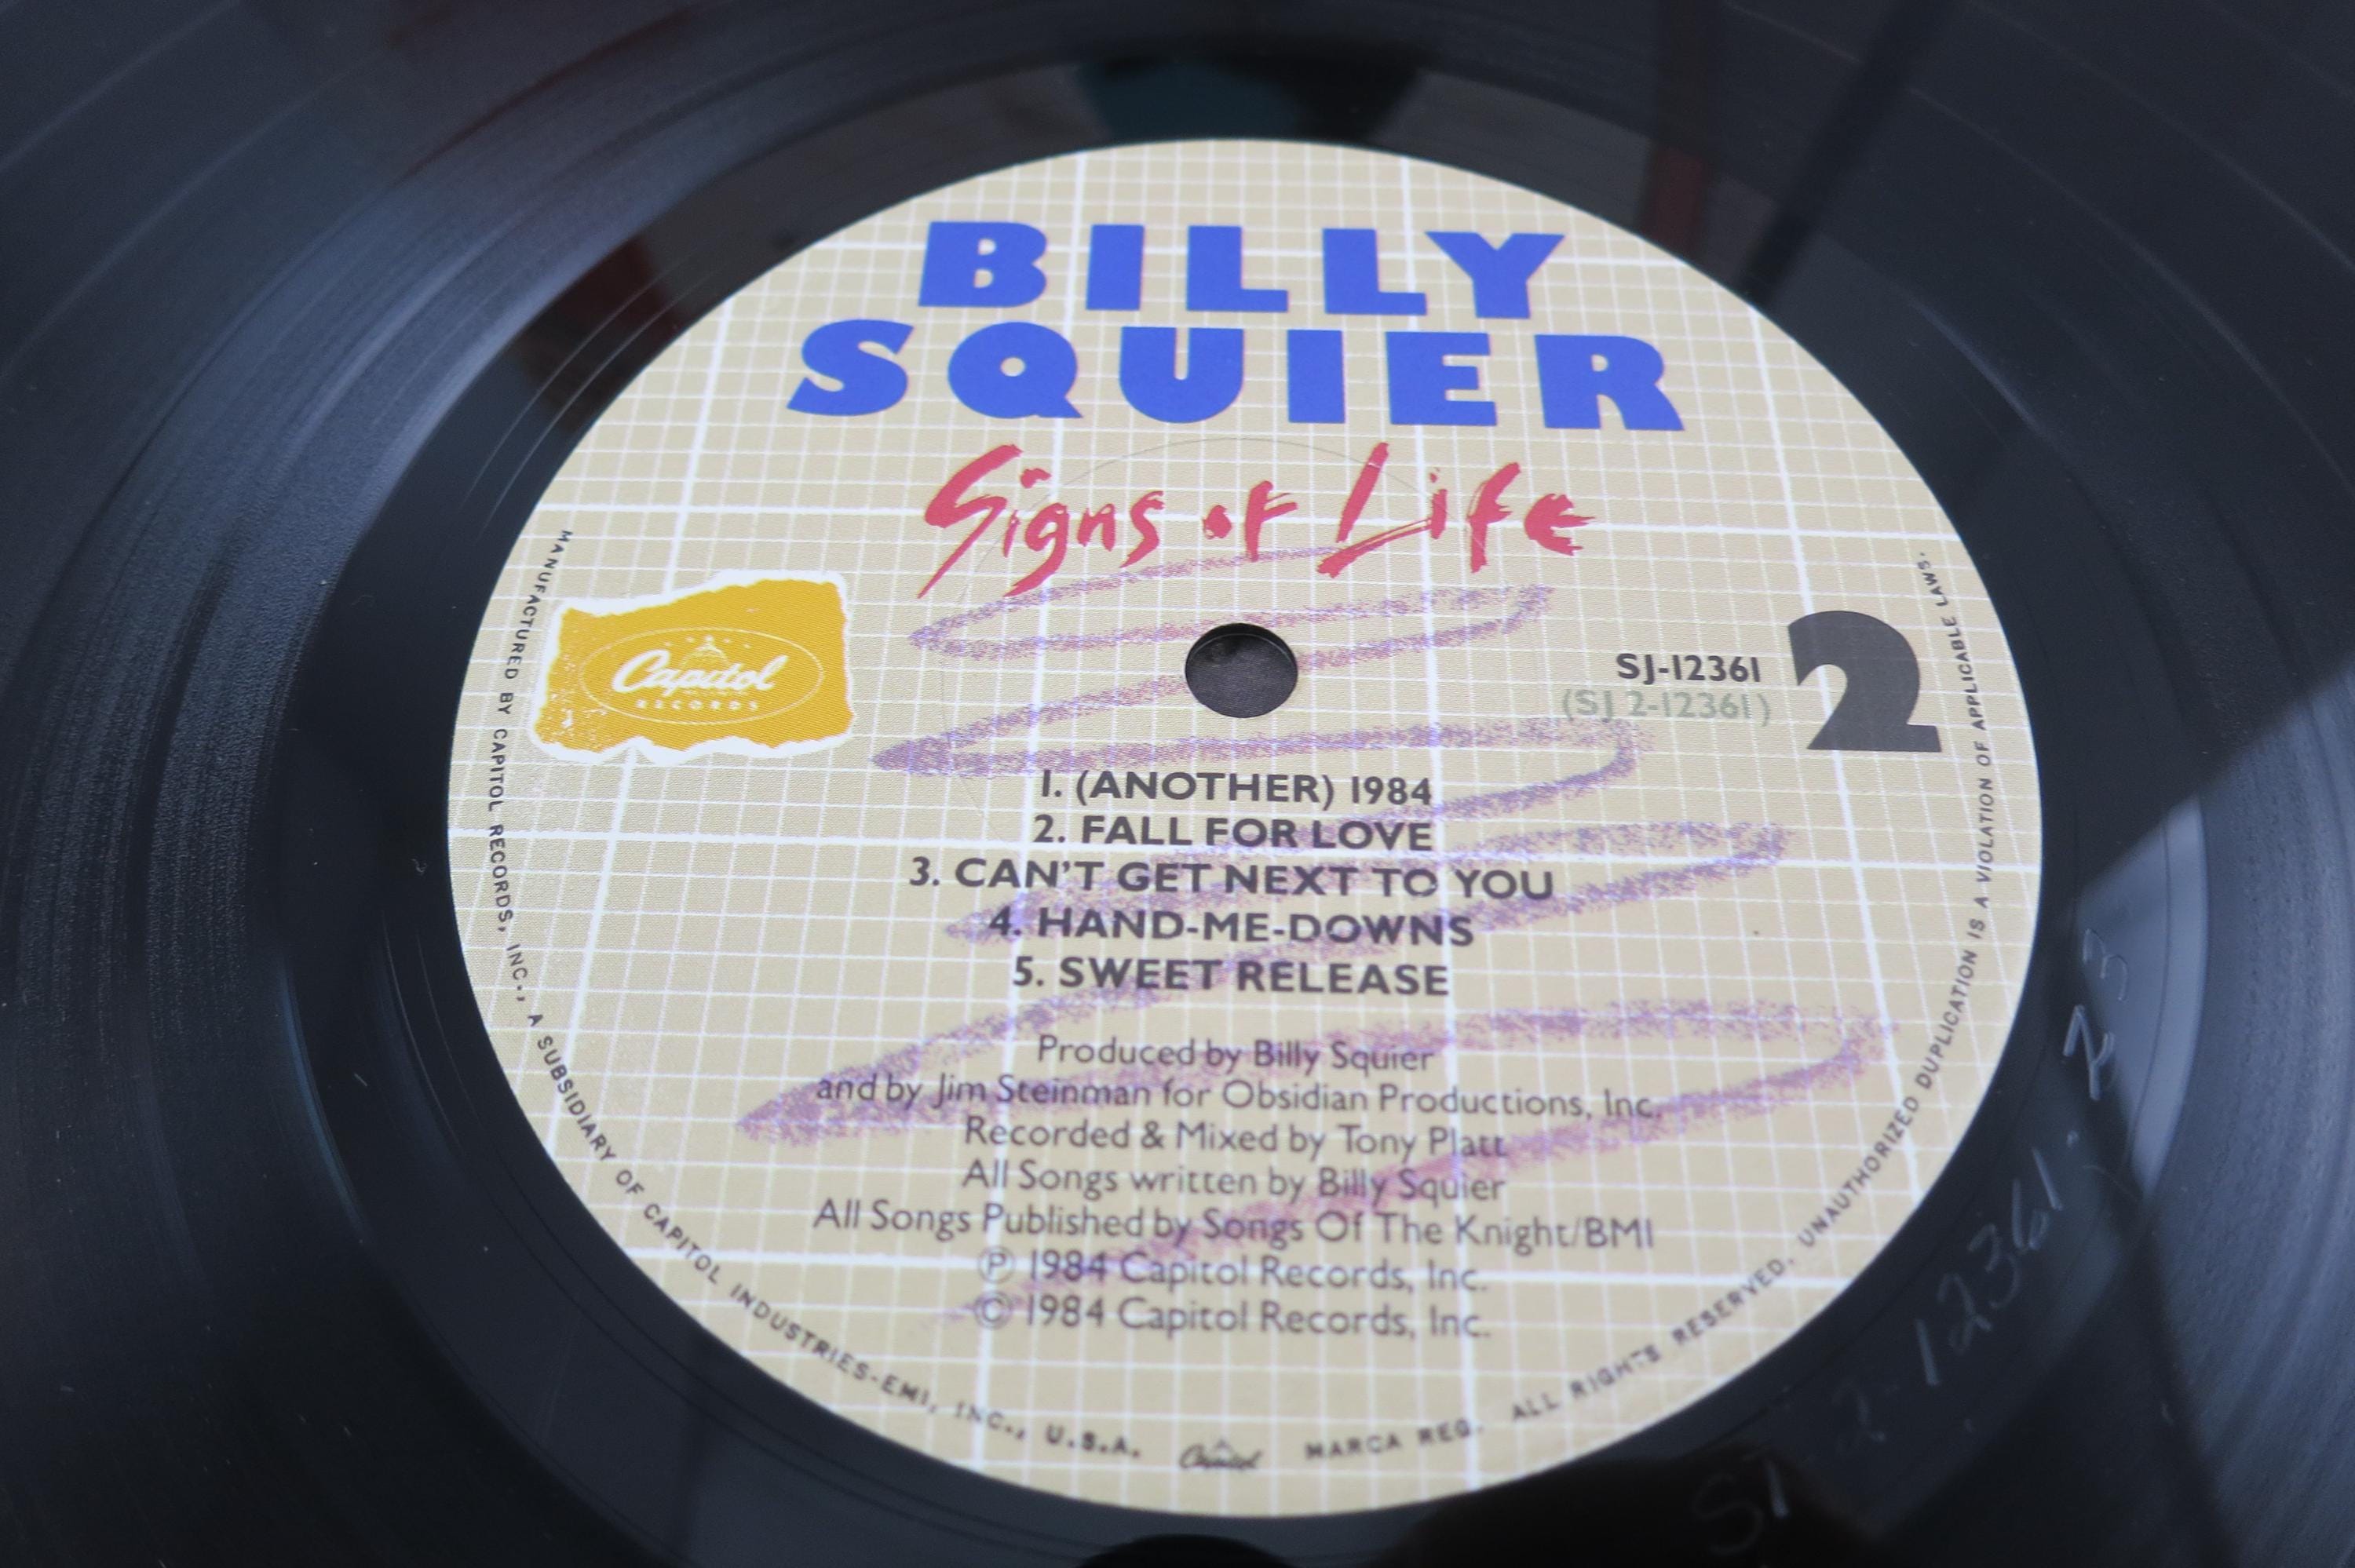 BILLY
SQUIER
Signs of Life
Capitol
RECORDS
SJ-12361
(SJ 2-12361)
2
1. (ANOTHER) 1984
2. FALL FOR LOVE
3. CAN'T GET NEXT TO YOU
4. HAND-ME-DOWNS
5. SWEET RELEASE
Produced by Billy Squier
and by Jim Steinman for Obsidian Productions, Inc.
Recorded & Mixed by Tony Platt
All Songs written by Billy Squier
All Songs Published by Songs Of The Knight/BMI
℗ 1984 Capitol Records, Inc.
© 1984 Capitol Records, Inc.
MANUFACTURED BY CAPITOL RECORDS, INC., A SUBSIDIARY OF CAPITOL INDUSTRIES-EMI, INC., U.S.A. Capitol MARCA REG. ALL RIGHTS RESERVED. UNAUTHORIZED DUPLICATION IS A VIOLATION OF APPLICABLE LAWS.
SJ 2-12361